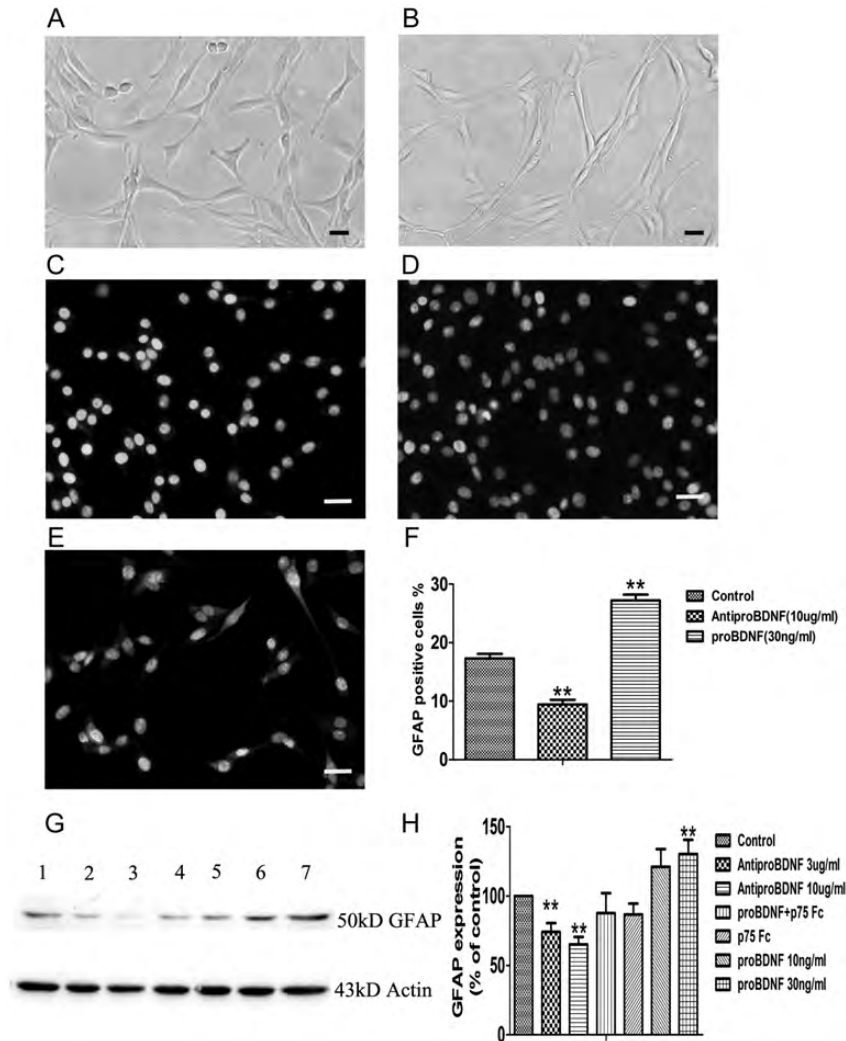 A
B
C
D
E
F
30
20
10
0
GFAP positive cells %
**
**
Control
AntiproBDNF(10ug/ml)
proBDNF(30ng/ml)
G
1 2 3 4 5 6 7
50kD GFAP
43kD Actin
H
150
100
50
0
GFAP expression
(% of control)
**
**
**
Control
AntiproBDNF 3ug/ml
AntiproBDNF 10ug/ml
proBDNF+p75 Fc
p75 Fc
proBDNF 10ng/ml
proBDNF 30ng/ml